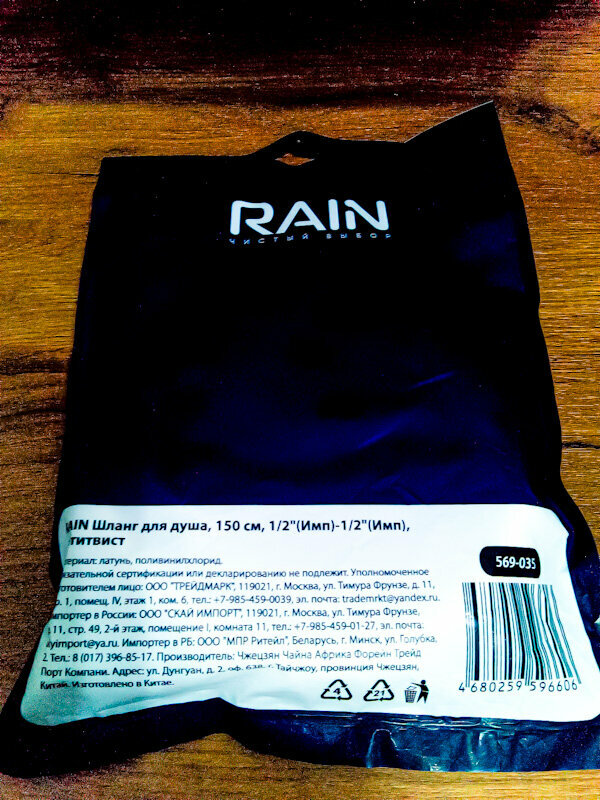 RAIN
ЧИСТЫЙ ВЫБОР
AIN Шланг для душа, 150 см, 1/2"(Имп)-1/2"(Имп),
титвист
териал: латунь, поливинилхлорид.
язательной сертификации или декларированию не подлежит. Уполномоченное
готовителем лицо: ООО "ТРЕЙДМАРК", 119021, г. Москва, ул. Тимура Фрунзе, д. 11,
р. 1, помещ. IV, этаж 1, ком. 6, тел.: +7-985-459-0039, эл. почта: trademrkt@yandex.ru.
мпортер в России: ООО "СКАЙ ИМПОРТ", 119021, г. Москва, ул. Тимура Фрунзе,
11, стр. 49, 2-й этаж, помещение I, комната 11, тел.: +7-985-459-01-27, эл. почта:
yimport@ya.ru. Импортер в РБ: ООО "МПР Ритейл", Беларусь, г. Минск, ул. Голубка,
2. Тел.: 8 (017) 396-85-17. Производитель: Чжецзян Чайна Африка Форейн Трейд
Порт Компани. Адрес: ул. Дунгуан, д. 2, оф. г. Тайчжоу, провинция Чжецзян,
Китай. Изготовлено в Китае.
569-035
4 680259 596606
4
21